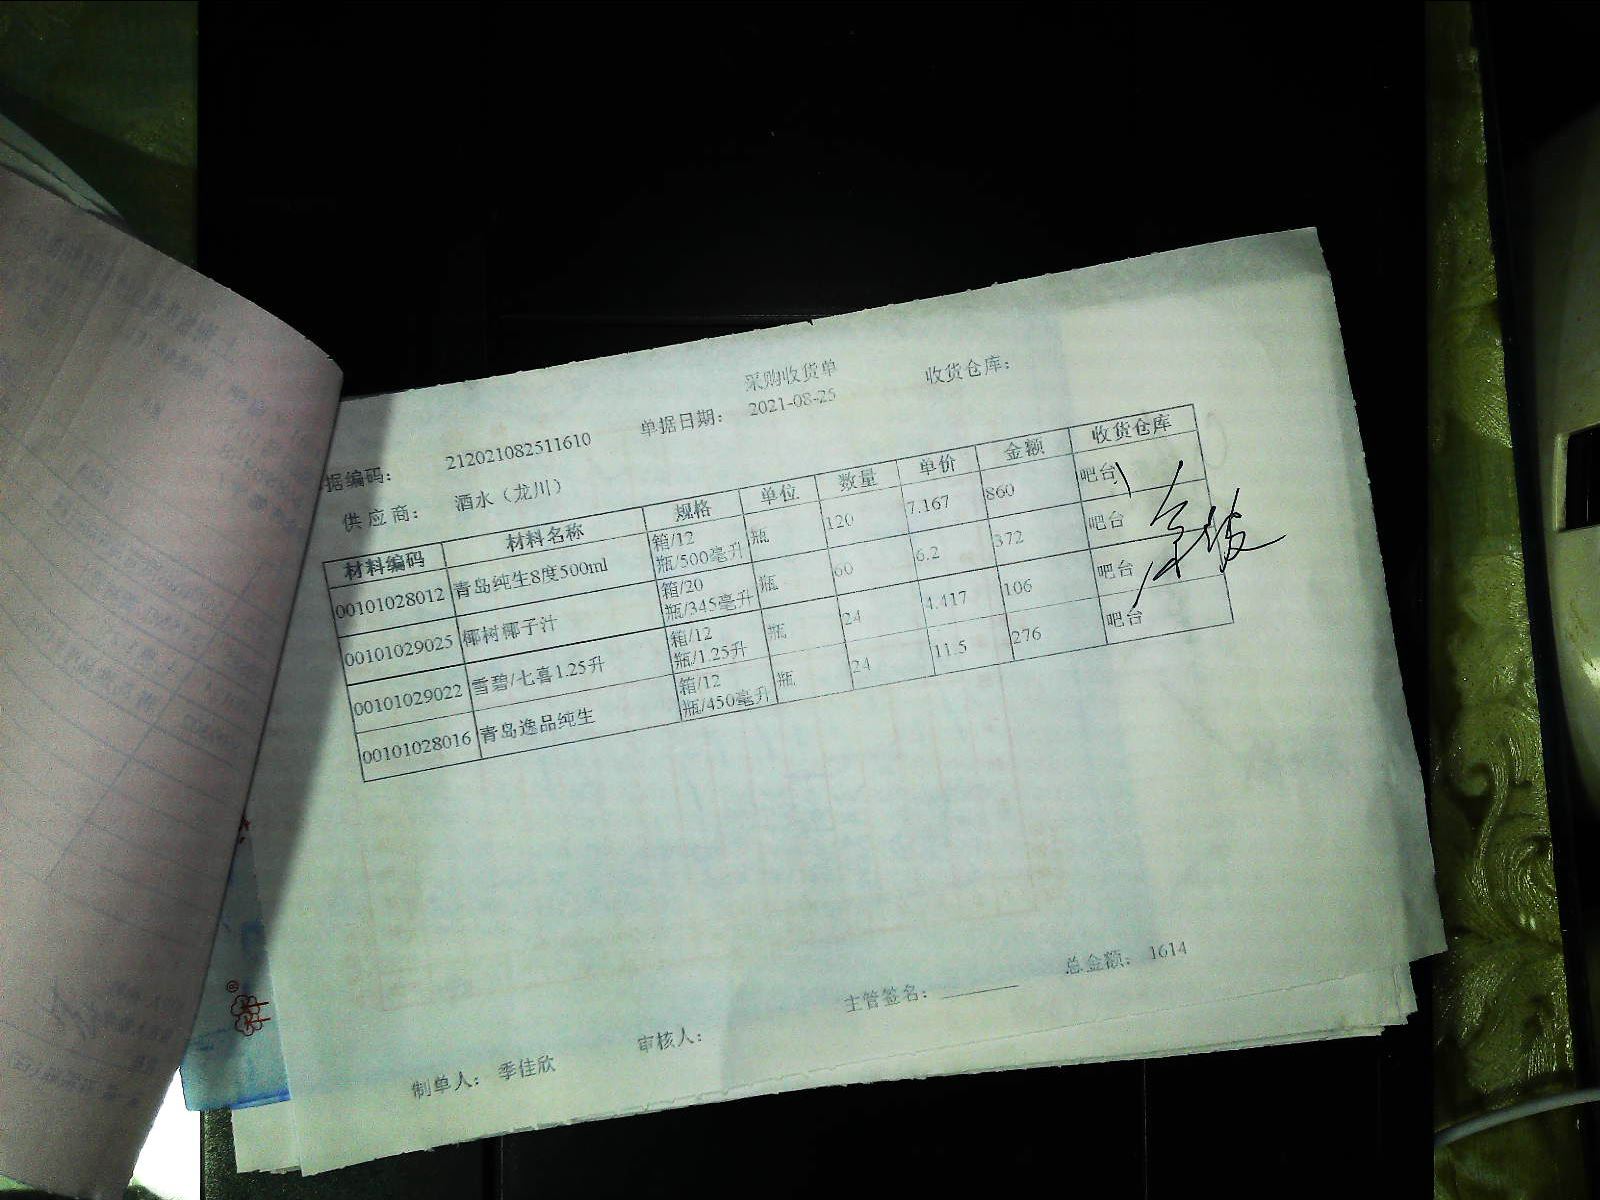 采购收货单
据编码： 212021082511610 单据日期： 2021-08-25 收货仓库：
供应商： 酒水（龙川）
材料编码 材料名称 规格 单位 数量 单价 金额 收货仓库
00101028012 青岛纯生8度500ml 箱/12瓶/500毫升 瓶 120 7.167 860 吧台
00101029025 椰树椰子汁 箱/20瓶/345毫升 瓶 60 6.2 372 吧台
00101029022 雪碧/七喜1.25升 箱/12瓶/1.25升 瓶 24 4.417 106 吧台
00101028016 青岛逸品纯生 箱/12瓶/450毫升 瓶 24 11.5 276 吧台
总金额： 1614
制单人： 季佳欣 审核人： 主管签名：